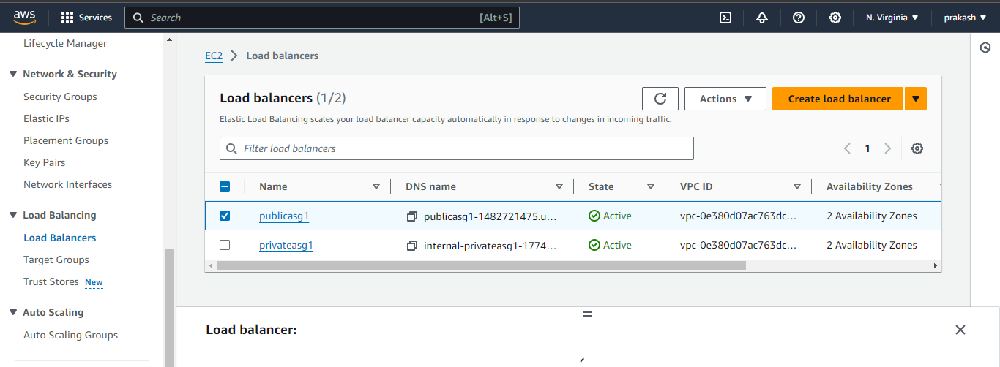 aws Services Search [Alt+S] N. Virginia prakash
Lifecycle Manager
Network & Security
Security Groups
Elastic IPs
Placement Groups
Key Pairs
Network Interfaces
Load Balancing
Load Balancers
Target Groups
Trust Stores New
Auto Scaling
Auto Scaling Groups
EC2 Load balancers
Load balancers (1/2) Actions Create load balancer
Elastic Load Balancing scales your load balancer capacity automatically in response to changes in incoming traffic.
Filter load balancers 1
Name DNS name State VPC ID Availability Zones
publicasg1 publicasg1-1482721475.u... Active vpc-0e380d07ac763dc... 2 Availability Zones
privateasg1 internal-privateasg1-1774... Active vpc-0e380d07ac763dc... 2 Availability Zones
Load balancer: